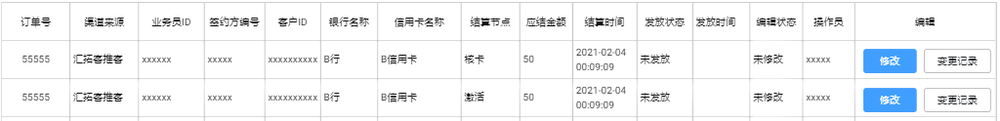 订单号 渠道来源 业务员ID 签约方编号 客户ID 银行名称 信用卡名称 结算节点 应结金额 结算时间 发放状态 发放时间 编辑状态 操作员 编辑
55555 汇拓客推客 xxxxxx xxxxx xxxxxxxxxx B行 B信用卡 核卡 50 2021-02-04 00:09:09 未发放 未修改 xxxxx 修改 变更记录
55555 汇拓客推客 xxxxxx xxxxx xxxxxxxxxx B行 B信用卡 激活 50 2021-02-04 00:09:09 未发放 未修改 xxxxx 修改 变更记录